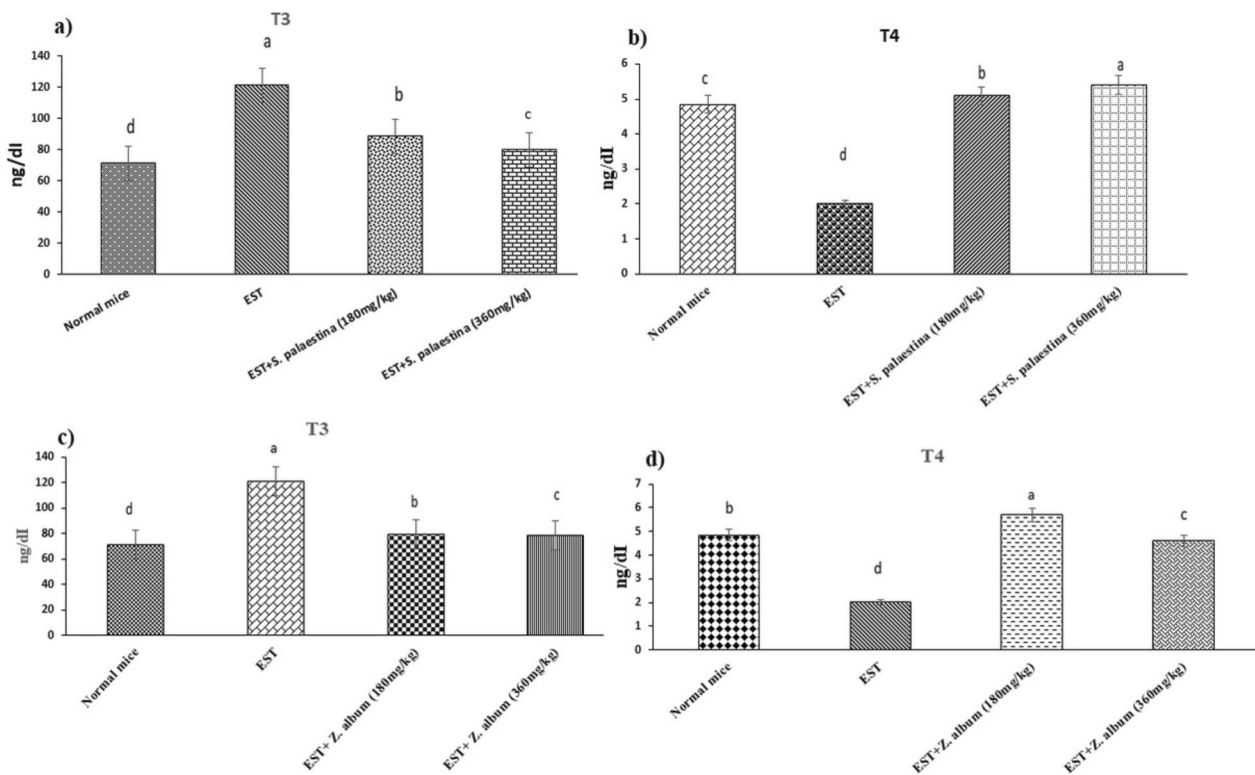 a)
T3
140
120
100
80
60
40
20
0
ng/dl
d
a
b
c
Normal mice
EST
EST+S. palaestina (180mg/kg)
EST+S. palaestina (360mg/kg)
b)
T4
6
5
4
3
2
1
0
ng/dI
c
d
b
a
Normal mice
EST
EST+S. palaestina (180mg/kg)
EST+S. palaestina (360mg/kg)
c)
T3
140
120
100
80
60
40
20
0
ng/dI
d
a
b
c
Normal mice
EST
EST+ Z. album (180mg/kg)
EST+ Z. album (360mg/kg)
d)
T4
7
6
5
4
3
2
1
0
ng/dI
b
d
a
c
Normal mice
EST
EST+Z. album (180mg/kg)
EST+Z. album (360mg/kg)